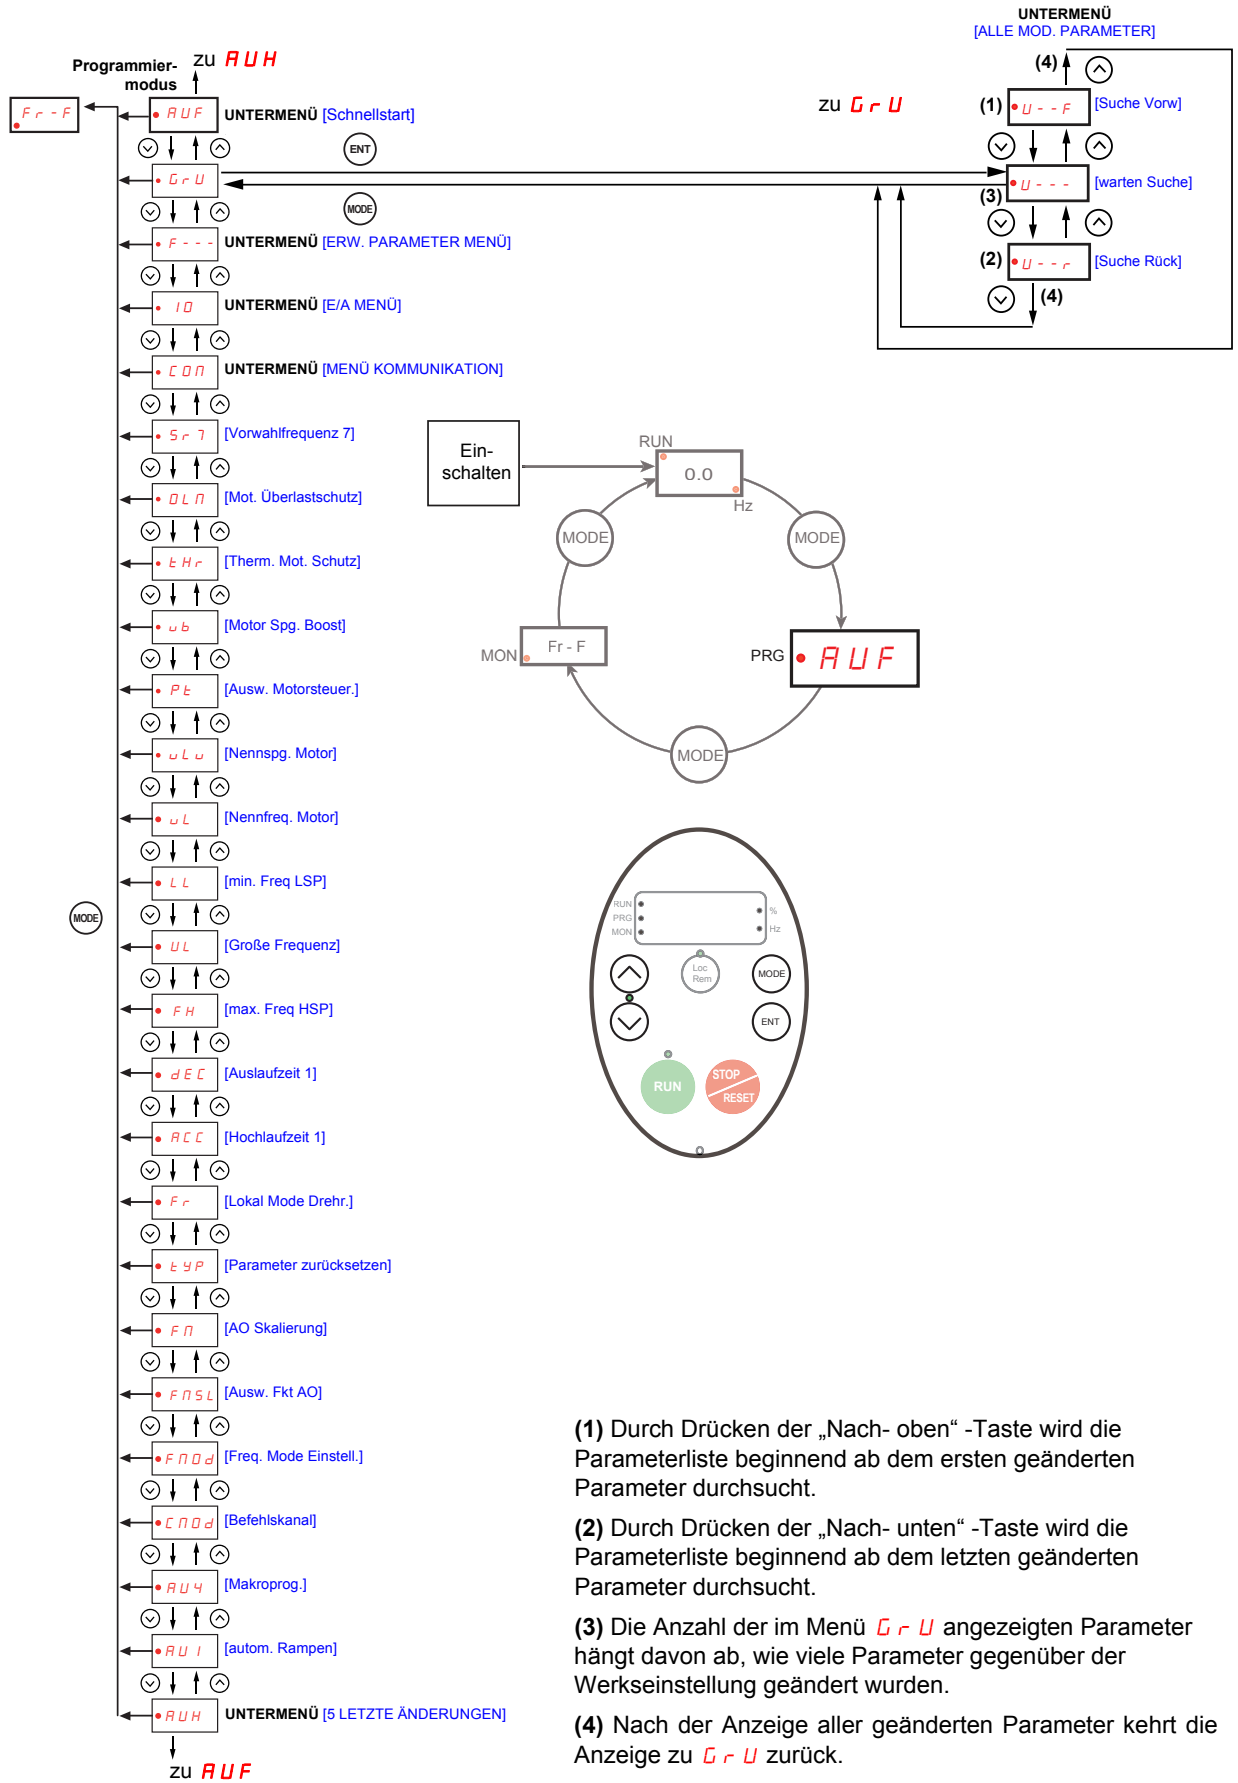 UNTERMENÜ
[ALLE MOD. PARAMETER]
zu AUH
Programmier-
modus
Fr-F
AUF UNTERMENÜ [Schnellstart]
ENT
GrU
MODE
F--- UNTERMENÜ [ERW. PARAMETER MENÜ]
IO UNTERMENÜ [E/A MENÜ]
COM UNTERMENÜ [MENÜ KOMMUNIKATION]
Sr7 [Vorwahlfrequenz 7]
OLM [Mot. Überlastschutz]
tHr [Therm. Mot. Schutz]
ub [Motor Spg. Boost]
Pt [Ausw. Motorsteuer.]
uLu [Nennspg. Motor]
uL [Nennfreq. Motor]
LL [min. Freq LSP]
MODE
UL [Große Frequenz]
FH [max. Freq HSP]
dEC [Auslaufzeit 1]
ACC [Hochlaufzeit 1]
Fr [Lokal Mode Drehr.]
tYP [Parameter zurücksetzen]
FM [AO Skalierung]
FMSL [Ausw. Fkt AO]
FMOd [Freq. Mode Einstell.]
CMOd [Befehlskanal]
AU4 [Makroprog.]
AU1 [autom. Rampen]
AUH UNTERMENÜ [5 LETZTE ÄNDERUNGEN]
zu AUF
zu GrU
(4)
(1) U--F [Suche Vorw]
(3) U--- [warten Suche]
(2) U--r [Suche Rück]
(4)
Ein-
schalten
RUN
0.0
Hz
MODE
MODE
MON Fr-F
PRG AUF
MODE
RUN
PRG
MON
%
Hz
Loc
Rem
MODE
ENT
RUN
STOP
RESET
(1) Durch Drücken der „Nach- oben“ -Taste wird die
Parameterliste beginnend ab dem ersten geänderten
Parameter durchsucht.
(2) Durch Drücken der „Nach- unten“ -Taste wird die
Parameterliste beginnend ab dem letzten geänderten
Parameter durchsucht.
(3) Die Anzahl der im Menü GrU angezeigten Parameter
hängt davon ab, wie viele Parameter gegenüber der
Werkseinstellung geändert wurden.
(4) Nach der Anzeige aller geänderten Parameter kehrt die
Anzeige zu GrU zurück.